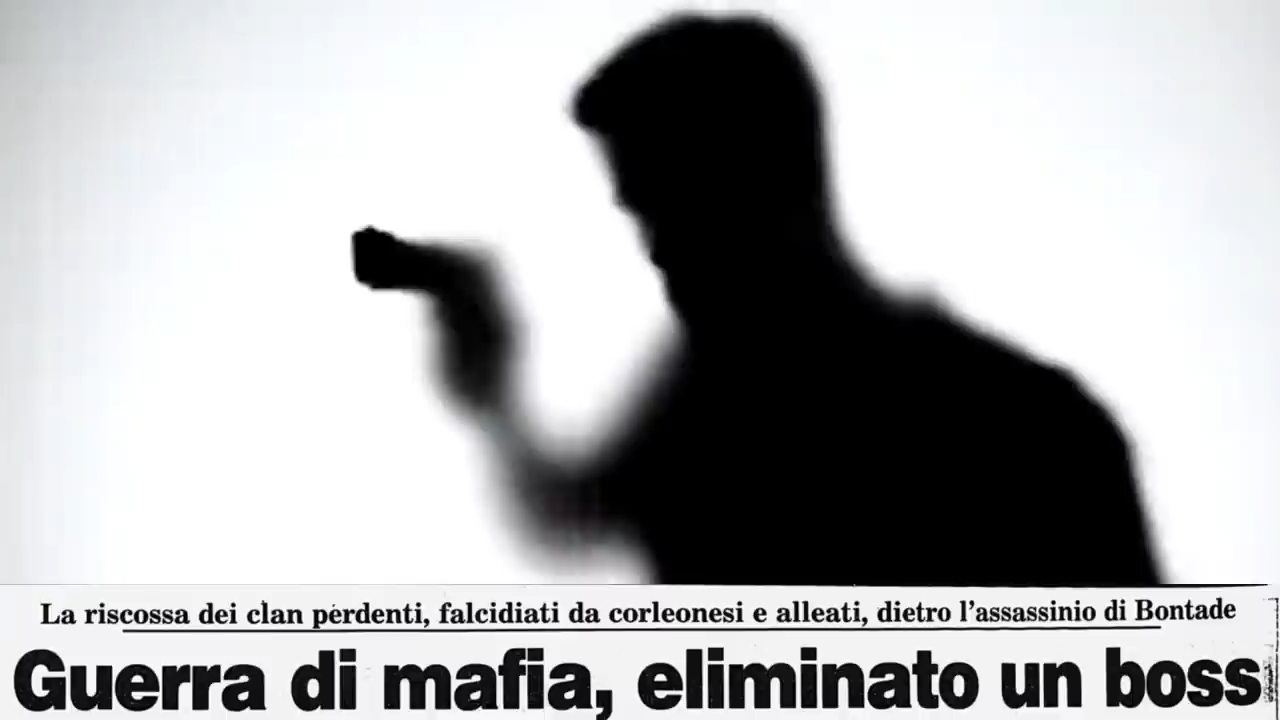 La riscossa dei clan perdenti, falcidiati da corleonesi e alleati, dietro l'assassinio di Bontade
Guerra di mafia, eliminato un boss